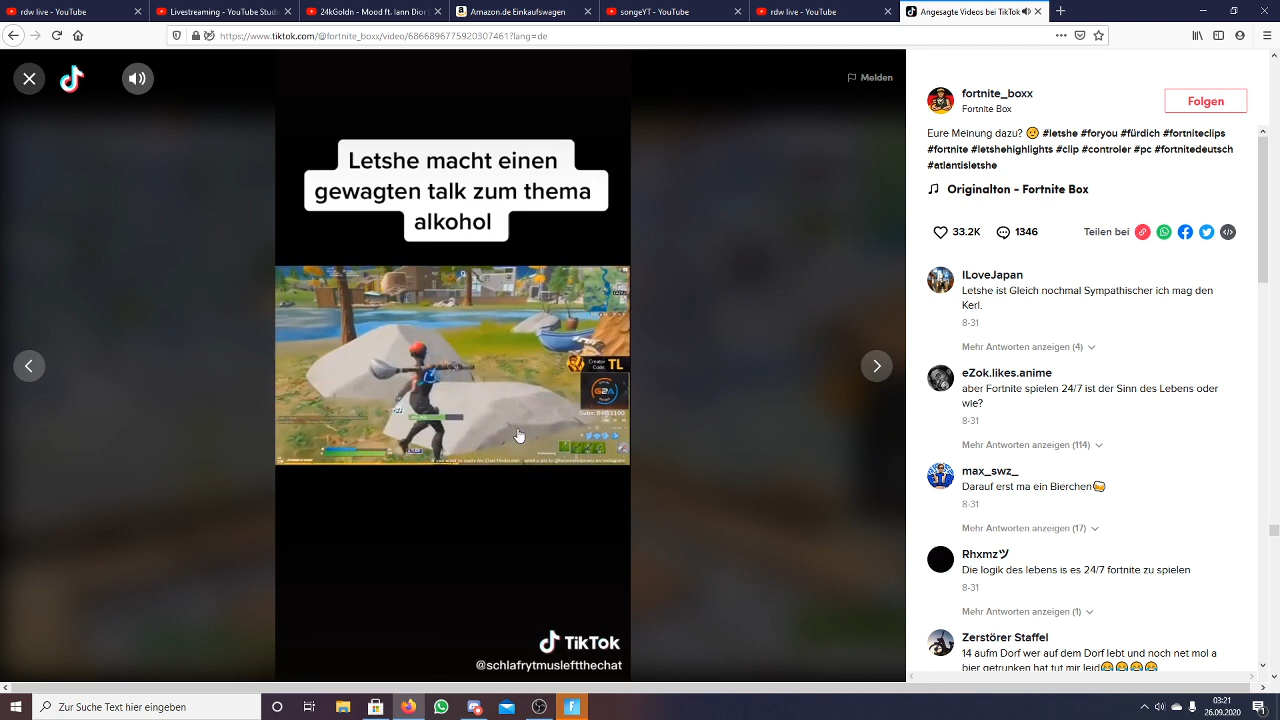 rdw live - YouTube
Livestreaming - YouTube Stud
24kGoldn - Mood ft. Iann Dior
Amazon.de Einkaufswagen
songeYT - YouTube
rdw live - YouTube
Angesagte Videos bei TikTok
https://www.tiktok.com/@fortnite_boxx/video/6866896775920307461?lang=de
Melden
Letshe macht einen
gewagten talk zum thema
alkohol
Creator
Code:
TL
G2A
TikTok
@schlafrytmusleftthechat
fortnite_boxx
Fortnite Box
Folgen
Eure Meinung dazu? 🙂 #letshe #foryou #fürdich #fortniteclips
#fortnite #letshehighlights #clip #controler #pc #fortnitedeutsch
#atlantisletshe
Originalton - Fortnite Box
33.2K
1346
Teilen bei
ILoveJapan
Letshe ist Gleich nochmal Sympathischer ich mag den
Kerl.
8-31
Mehr Antworten anzeigen (4)
eZok.likes.anime
aber Fortnite spielen 24/7 ist der Sinn des Lebens oder
wie?
8-31
Mehr Antworten anzeigen (114)
max_swz_
Darauf erst ma ein Bierchen🍻
8-31
Mehr Antworten anzeigen (17)
Rhxmzツ
Die logik des lebens is es 24/7 fortnite zu spielen
8-31
Mehr Antworten anzeigen (1)
Zerstörer Staffel
14 aufm Dorf wer auf dem Dorf lebt und noch net mol a
bier getrunken hat tut mir leid😂😂😂😂
Zur Suche Text hier eingeben
03:21
26.09.2020